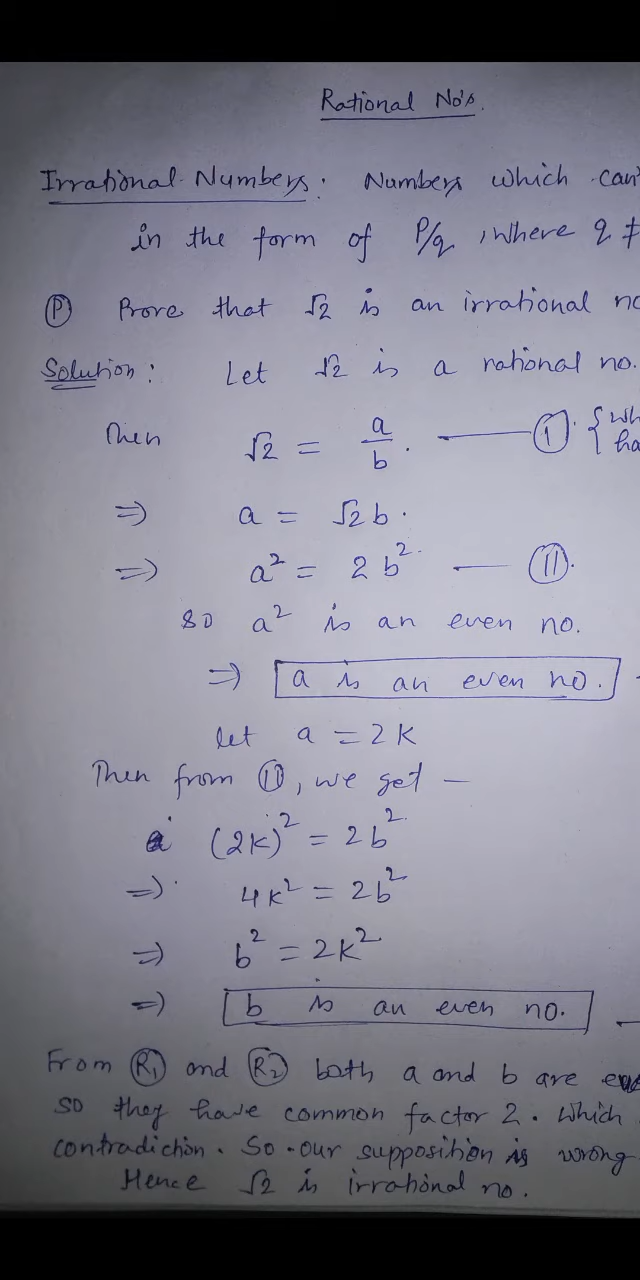 Rational No's.
Irrational Numbers: Numbers which can
in the form of P/q, where q ≠
(P) Prove that √2 is an irrational no
Solution: Let √2 is a rational no.
Then √2 = a/b. — (I) {wh
ha
⇒ a = √2 b.
⇒ a² = 2b² — (II).
so a² is an even no.
⇒ a is an even no. -
let a = 2k
Then from (II), we get —
(2k)² = 2b²
⇒ 4k² = 2b²
⇒ b² = 2k²
⇒ b is an even no. —
From (R₁) and (R₂) both a and b are
so they have common factor 2. which
contradiction. So our supposition is wrong
Hence √2 is irrational no.